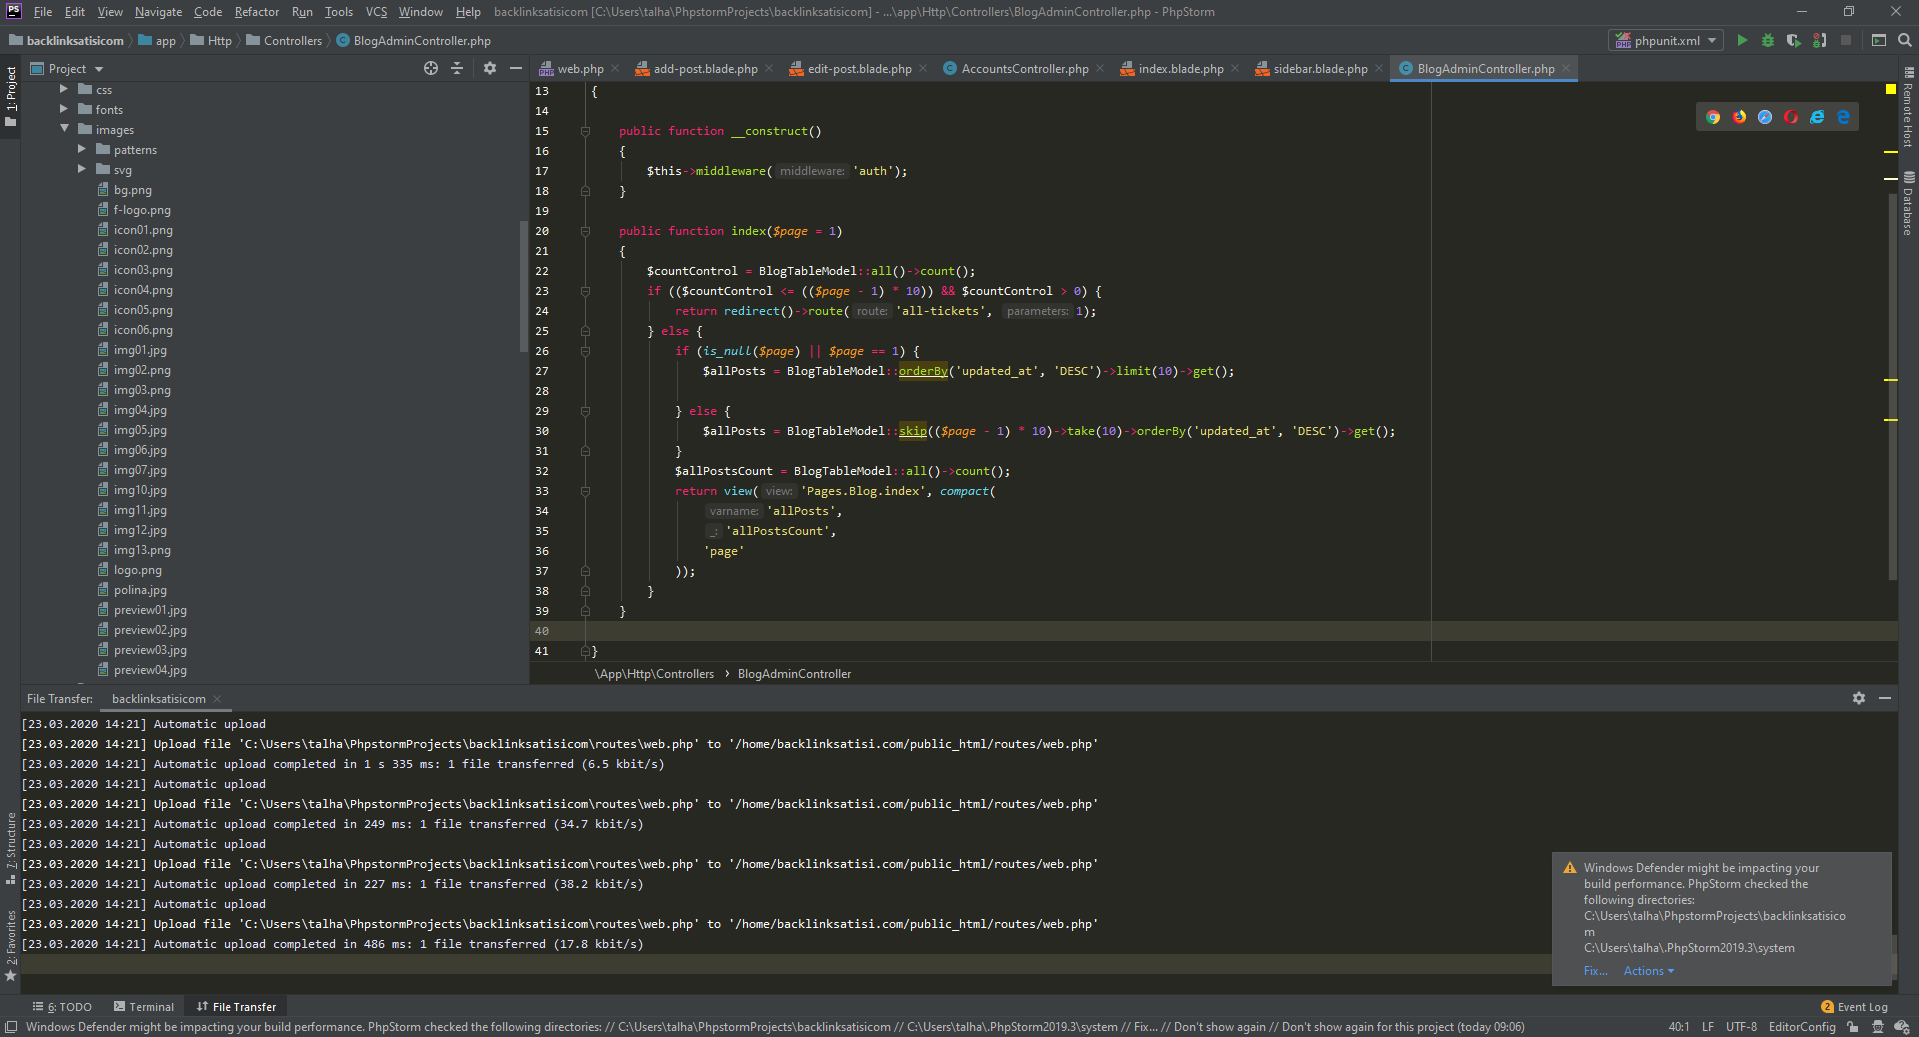 PS File Edit View Navigate Code Refactor Run Tools VCS Window Help backlinksatisicom [C:\Users\talha\PhpstormProjects\backlinksatisicom] - ...\app\Http\Controllers\BlogAdminController.php - PhpStorm
backlinksatisicom app Http Controllers BlogAdminController.php phpunit.xml
1: Project
Project
web.php add-post.blade.php edit-post.blade.php AccountsController.php index.blade.php sidebar.blade.php BlogAdminController.php
css
fonts
images
patterns
svg
bg.png
f-logo.png
icon01.png
icon02.png
icon03.png
icon04.png
icon05.png
icon06.png
img01.jpg
img02.png
img03.png
img04.jpg
img05.jpg
img06.jpg
img07.jpg
img10.jpg
img11.jpg
img12.jpg
img13.png
logo.png
polina.jpg
preview01.jpg
preview02.jpg
preview03.jpg
preview04.jpg
13 {
14
15 public function __construct()
16 {
17 $this->middleware( middleware: 'auth');
18 }
19
20 public function index($page = 1)
21 {
22 $countControl = BlogTableModel::all()->count();
23 if (($countControl <= (($page - 1) * 10)) && $countControl > 0) {
24 return redirect()->route( route: 'all-tickets', parameters: 1);
25 } else {
26 if (is_null($page) || $page == 1) {
27 $allPosts = BlogTableModel::orderBy('updated_at', 'DESC')->limit(10)->get();
28
29 } else {
30 $allPosts = BlogTableModel::skip(($page - 1) * 10)->take(10)->orderBy('updated_at', 'DESC')->get();
31 }
32 $allPostsCount = BlogTableModel::all()->count();
33 return view( view: 'Pages.Blog.index', compact(
34 varname: 'allPosts',
35 _: 'allPostsCount',
36 'page'
37 ));
38 }
39 }
40
41 }
\App\Http\Controllers › BlogAdminController
Remote Host
Database
File Transfer: backlinksatisicom
[23.03.2020 14:21] Automatic upload
[23.03.2020 14:21] Upload file 'C:\Users\talha\PhpstormProjects\backlinksatisicom\routes\web.php' to '/home/backlinksatisi.com/public_html/routes/web.php'
[23.03.2020 14:21] Automatic upload completed in 1 s 335 ms: 1 file transferred (6.5 kbit/s)
[23.03.2020 14:21] Automatic upload
[23.03.2020 14:21] Upload file 'C:\Users\talha\PhpstormProjects\backlinksatisicom\routes\web.php' to '/home/backlinksatisi.com/public_html/routes/web.php'
[23.03.2020 14:21] Automatic upload completed in 249 ms: 1 file transferred (34.7 kbit/s)
[23.03.2020 14:21] Automatic upload
[23.03.2020 14:21] Upload file 'C:\Users\talha\PhpstormProjects\backlinksatisicom\routes\web.php' to '/home/backlinksatisi.com/public_html/routes/web.php'
[23.03.2020 14:21] Automatic upload completed in 227 ms: 1 file transferred (38.2 kbit/s)
[23.03.2020 14:21] Automatic upload
[23.03.2020 14:21] Upload file 'C:\Users\talha\PhpstormProjects\backlinksatisicom\routes\web.php' to '/home/backlinksatisi.com/public_html/routes/web.php'
[23.03.2020 14:21] Automatic upload completed in 486 ms: 1 file transferred (17.8 kbit/s)
7: Structure
2: Favorites
Windows Defender might be impacting your
build performance. PhpStorm checked the
following directories:
C:\Users\talha\PhpstormProjects\backlinksatisico
m
C:\Users\talha\.PhpStorm2019.3\system
Fix... Actions
6: TODO Terminal File Transfer 2 Event Log
Windows Defender might be impacting your build performance. PhpStorm checked the following directories: // C:\Users\talha\PhpstormProjects\backlinksatisicom // C:\Users\talha\.PhpStorm2019.3\system // Fix... // Don't show again // Don't show again for this project (today 09:06) 40:1 LF UTF-8 EditorConfig